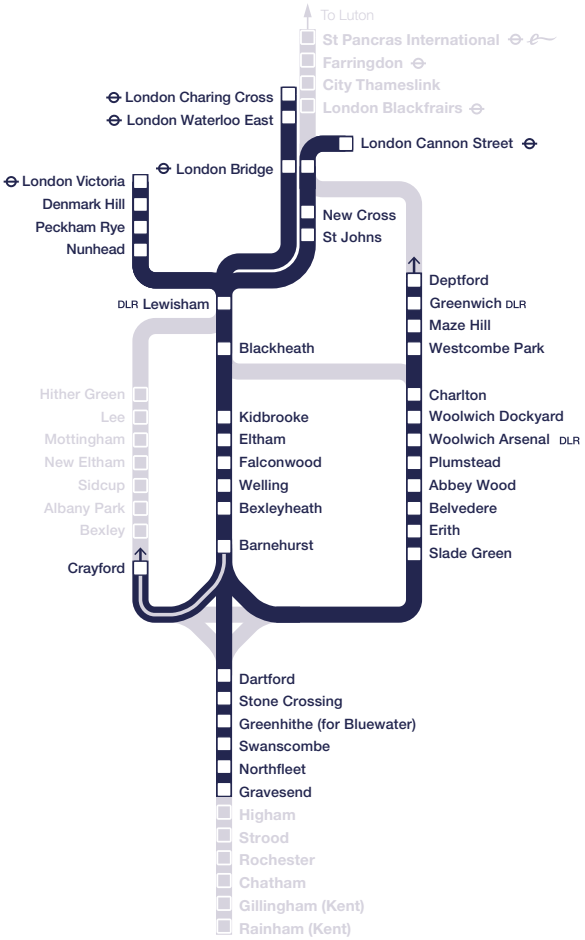 To Luton
St Pancras International
Farringdon
City Thameslink
London Blackfriars
London Charing Cross
London Waterloo East
London Cannon Street
London Bridge
London Victoria
Denmark Hill
Peckham Rye
Nunhead
New Cross
St Johns
DLR Lewisham
Blackheath
Deptford
Greenwich DLR
Maze Hill
Westcombe Park
Hither Green
Lee
Mottingham
New Eltham
Sidcup
Albany Park
Bexley
Crayford
Kidbrooke
Eltham
Falconwood
Welling
Bexleyheath
Barnehurst
Charlton
Woolwich Dockyard
Woolwich Arsenal DLR
Plumstead
Abbey Wood
Belvedere
Erith
Slade Green
Dartford
Stone Crossing
Greenhithe (for Bluewater)
Swanscombe
Northfleet
Gravesend
Higham
Strood
Rochester
Chatham
Gillingham (Kent)
Rainham (Kent)